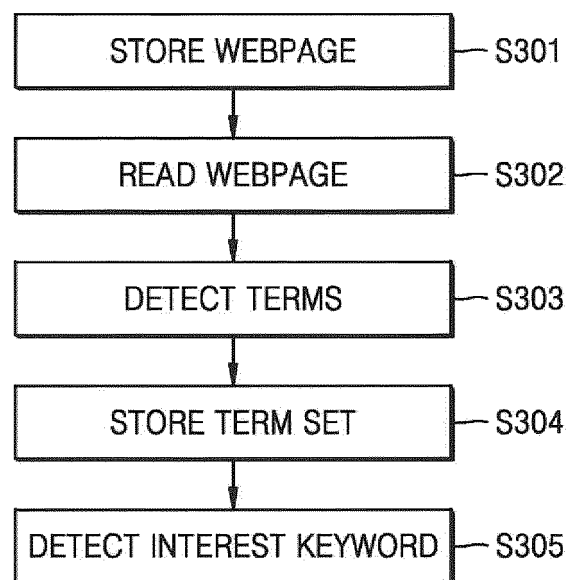 STORE WEBPAGE S301
READ WEBPAGE S302
DETECT TERMS S303
STORE TERM SET S304
DETECT INTEREST KEYWORD S305